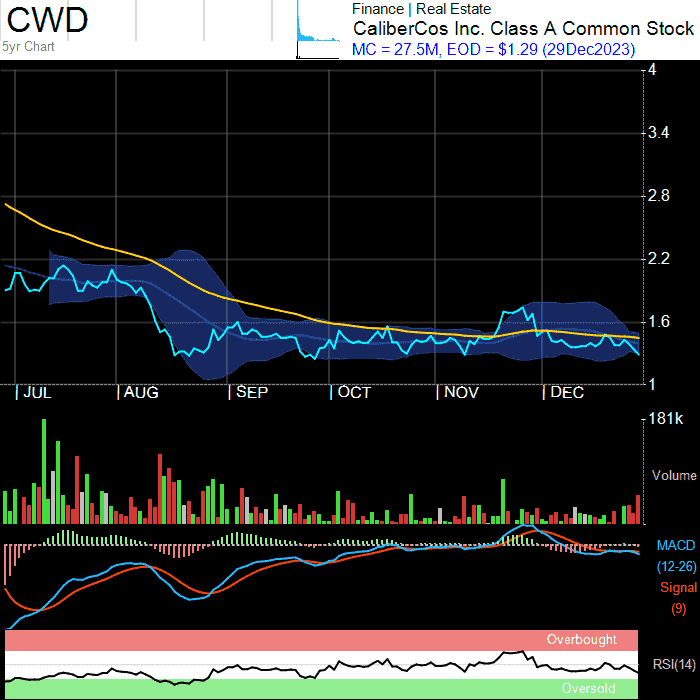 CWD
5yr Chart
Finance | Real Estate
CaliberCos Inc. Class A Common Stock
MC = 27.5M, EOD = $1.29 (29Dec2023)
4
3.4
2.8
2.2
1.6
1
JUL
AUG
SEP
OCT
NOV
DEC
181k
Volume
MACD
(12-26)
Signal
(9)
Overbought
RSI(14)
Oversold